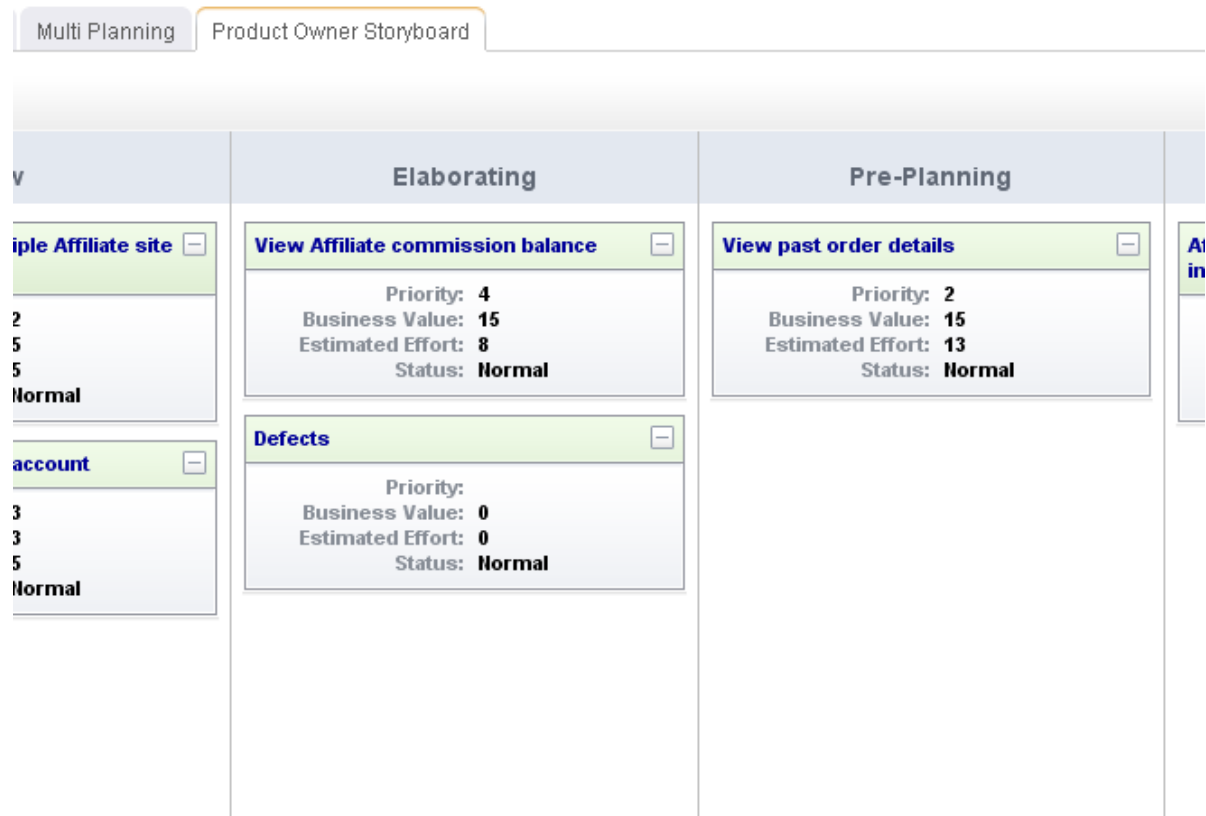 Multi Planning
Product Owner Storyboard
Elaborating
Pre-Planning
Affiliate site
2
5
5
Normal
account
3
3
5
Normal
View Affiliate commission balance
Priority: 4
Business Value: 15
Estimated Effort: 8
Status: Normal
Defects
Priority:
Business Value: 0
Estimated Effort: 0
Status: Normal
View past order details
Priority: 2
Business Value: 15
Estimated Effort: 13
Status: Normal